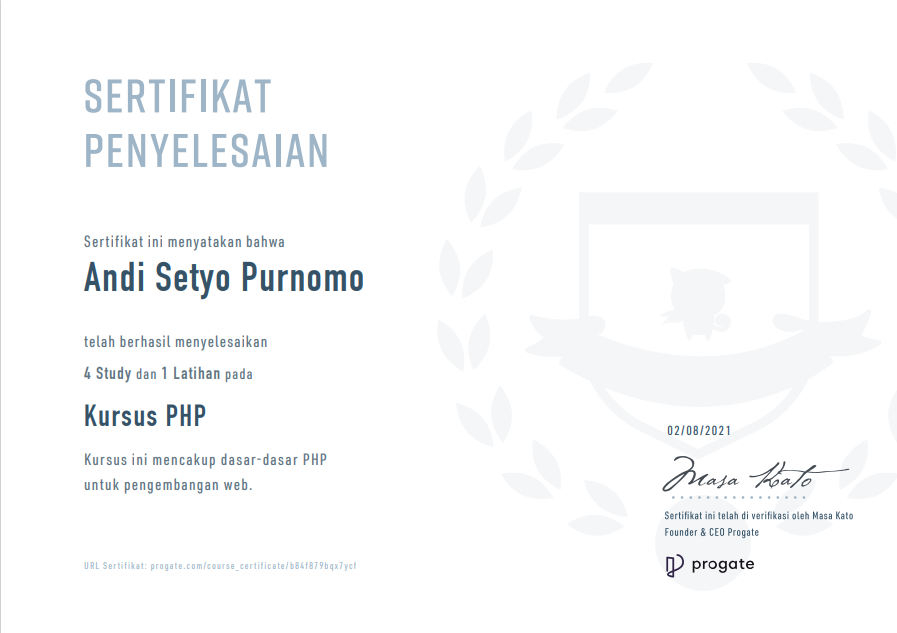 SERTIFIKAT
PENYELESAIAN
Sertifikat ini menyatakan bahwa
Andi Setyo Purnomo
telah berhasil menyelesaikan
4 Study dan 1 Latihan pada
Kursus PHP
Kursus ini mencakup dasar-dasar PHP
untuk pengembangan web.
02/08/2021
Masa Kato
Sertifikat ini telah di verifikasi oleh Masa Kato
Founder & CEO Progate
progate
URL Sertifikat: progate.com/course_certificate/b84f879bqx7ycf